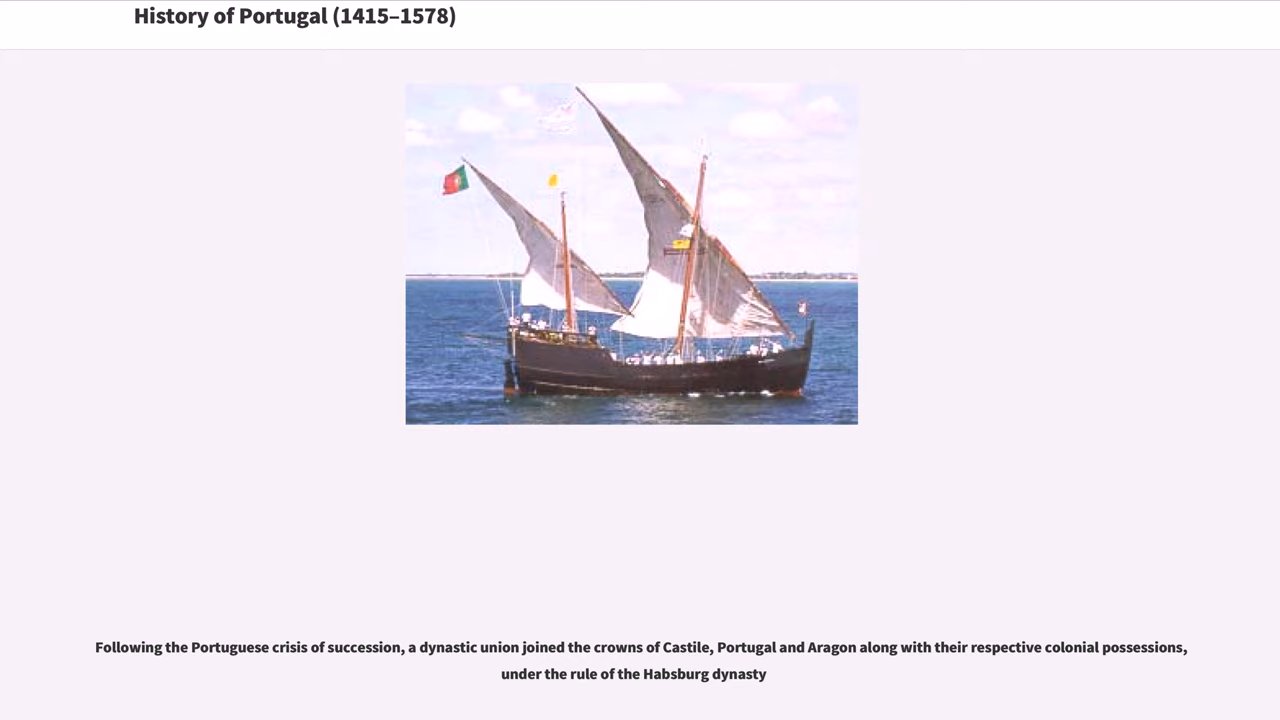 History of Portugal (1415–1578)
Following the Portuguese crisis of succession, a dynastic union joined the crowns of Castile, Portugal and Aragon along with their respective colonial possessions,
under the rule of the Habsburg dynasty